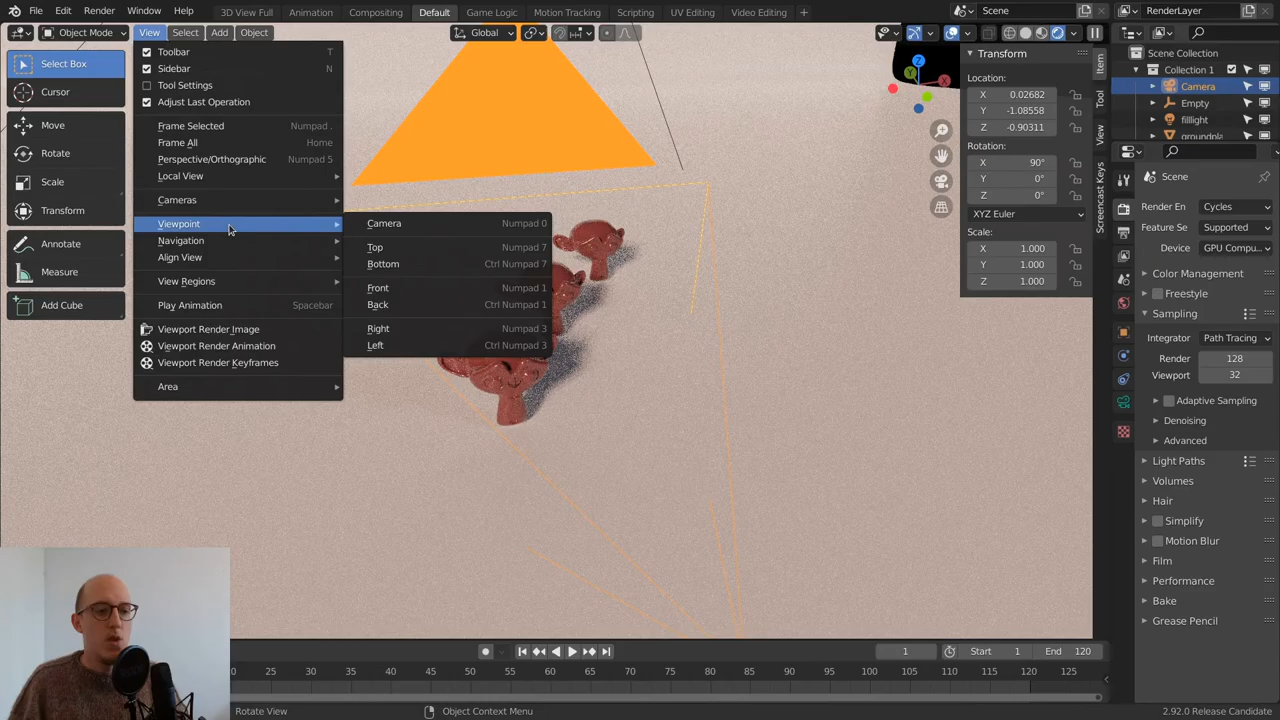 File Edit Render Window Help 3D View Full Animation Compositing Default Game Logic Motion Tracking Scripting UV Editing Video Editing + Scene RenderLayer
Object Mode View Select Add Object Global
Select Box
Cursor
Move
Rotate
Scale
Transform
Annotate
Measure
Add Cube
Toolbar T
Sidebar N
Tool Settings
Adjust Last Operation
Frame Selected Numpad .
Frame All Home
Perspective/Orthographic Numpad 5
Local View
Cameras
Viewpoint
Navigation
Align View
View Regions
Play Animation Spacebar
Viewport Render Image
Viewport Render Animation
Viewport Render Keyframes
Area
Camera Numpad 0
Top Numpad 7
Bottom Ctrl Numpad 7
Front Numpad 1
Back Ctrl Numpad 1
Right Numpad 3
Left Ctrl Numpad 3
Z
Y
X
Transform
Location:
X 0.02682
Y -1.08558
Z -0.90311
Rotation:
X 90°
Y 0°
Z 0°
XYZ Euler
Scale:
X 1.000
Y 1.000
Z 1.000
Item
Tool
View
Screencast Keys
Scene Collection
Collection 1
Camera
Empty
filllight
groundpla
Scene
Render En Cycles
Feature Se Supported
Device GPU Compu...
Color Management
Freestyle
Sampling
Integrator Path Tracing
Render 128
Viewport 32
Adaptive Sampling
Denoising
Advanced
Light Paths
Volumes
Hair
Simplify
Motion Blur
Film
Performance
Bake
Grease Pencil
1 Start 1 End 120
10 15 20 25 30 35 40 45 50 55 60 65 70 75 80 85 90 95 100 105 110 115 120 125
Rotate View Object Context Menu 2.92.0 Release Candidate